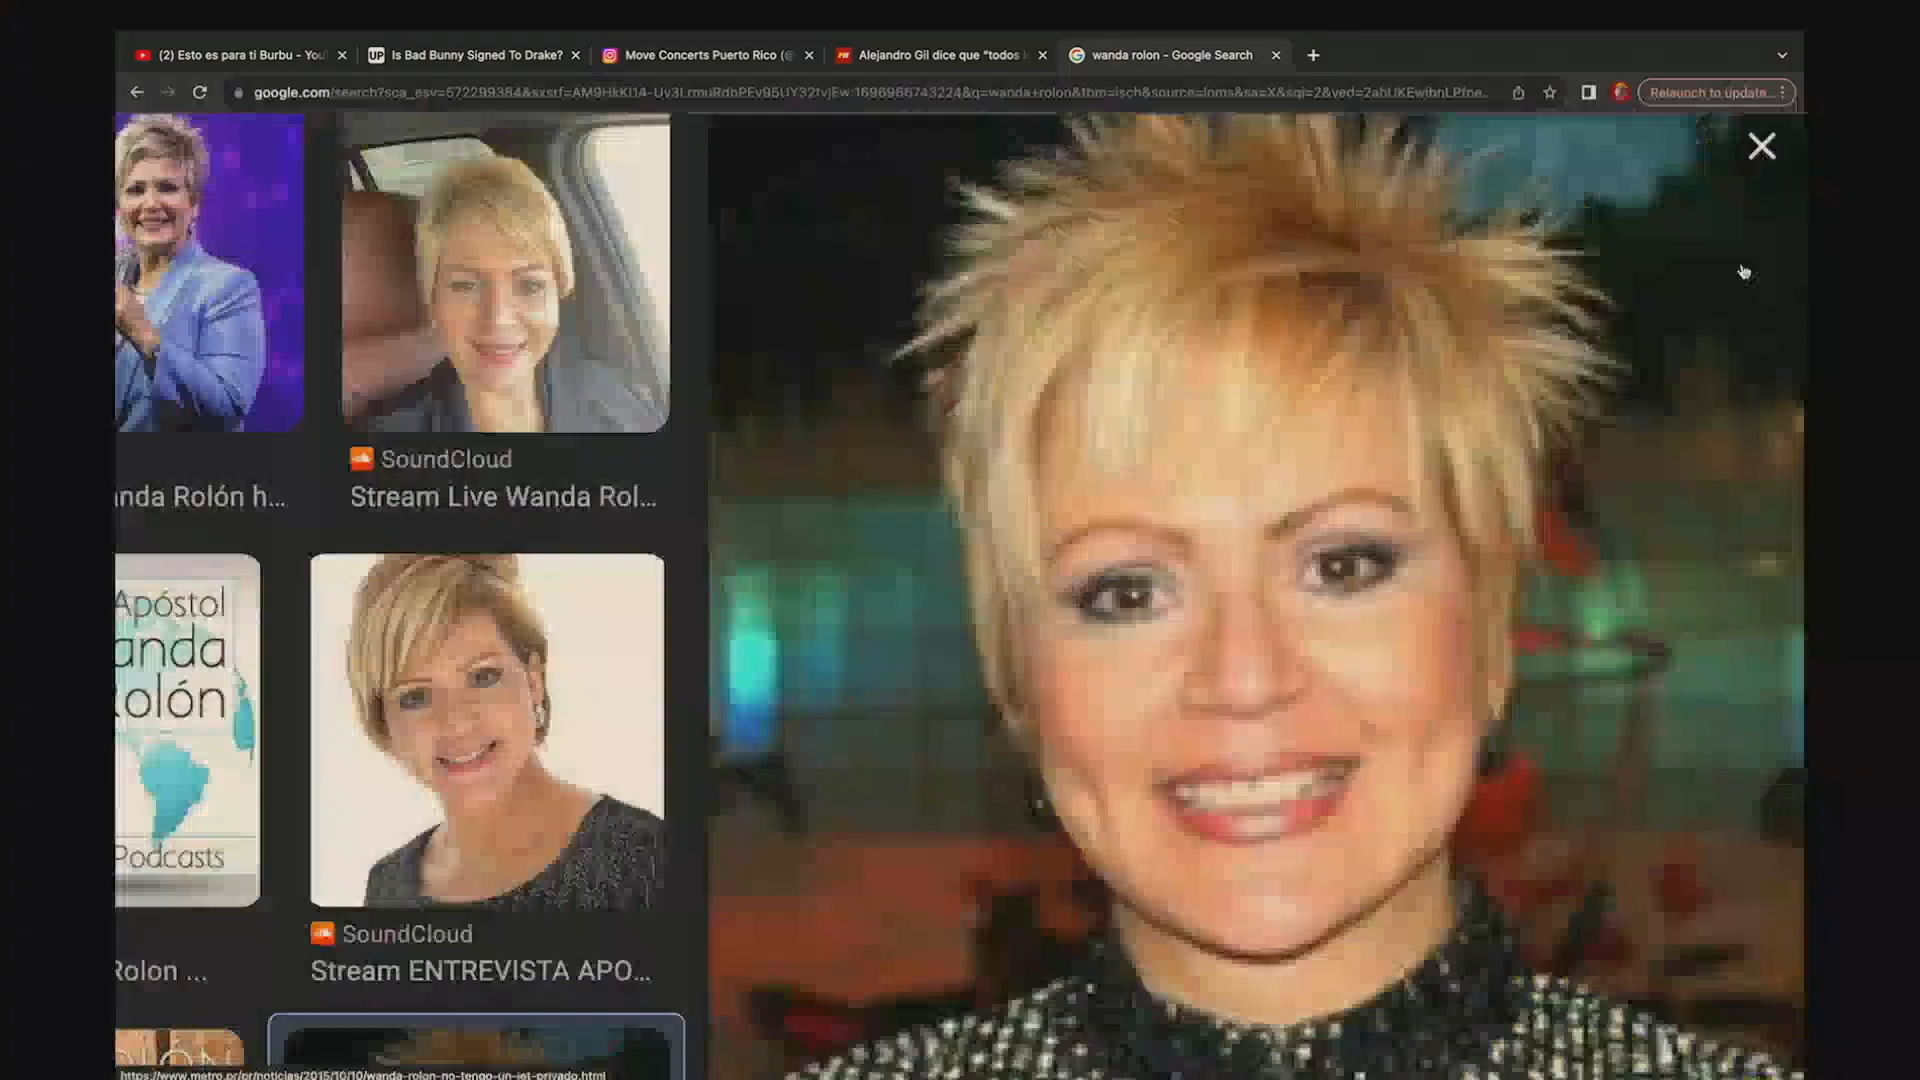 (2) Esto es para ti Burbu - You
Is Bad Bunny Signed To Drake?
Move Concerts Puerto Rico (@
Alejandro Gil dice que "todos
wanda rolon - Google Search
google.com
Relaunch to update
SoundCloud
anda Rolón h...
Stream Live Wanda Rol...
Apóstol
anda
Rolón
Podcasts
SoundCloud
Rolon ...
Stream ENTREVISTA APO...
OLÓN
https://www.metro.pr/pr/noticias/2015/10/10/wanda-rolon-no-tengo-un-jet-privado.html